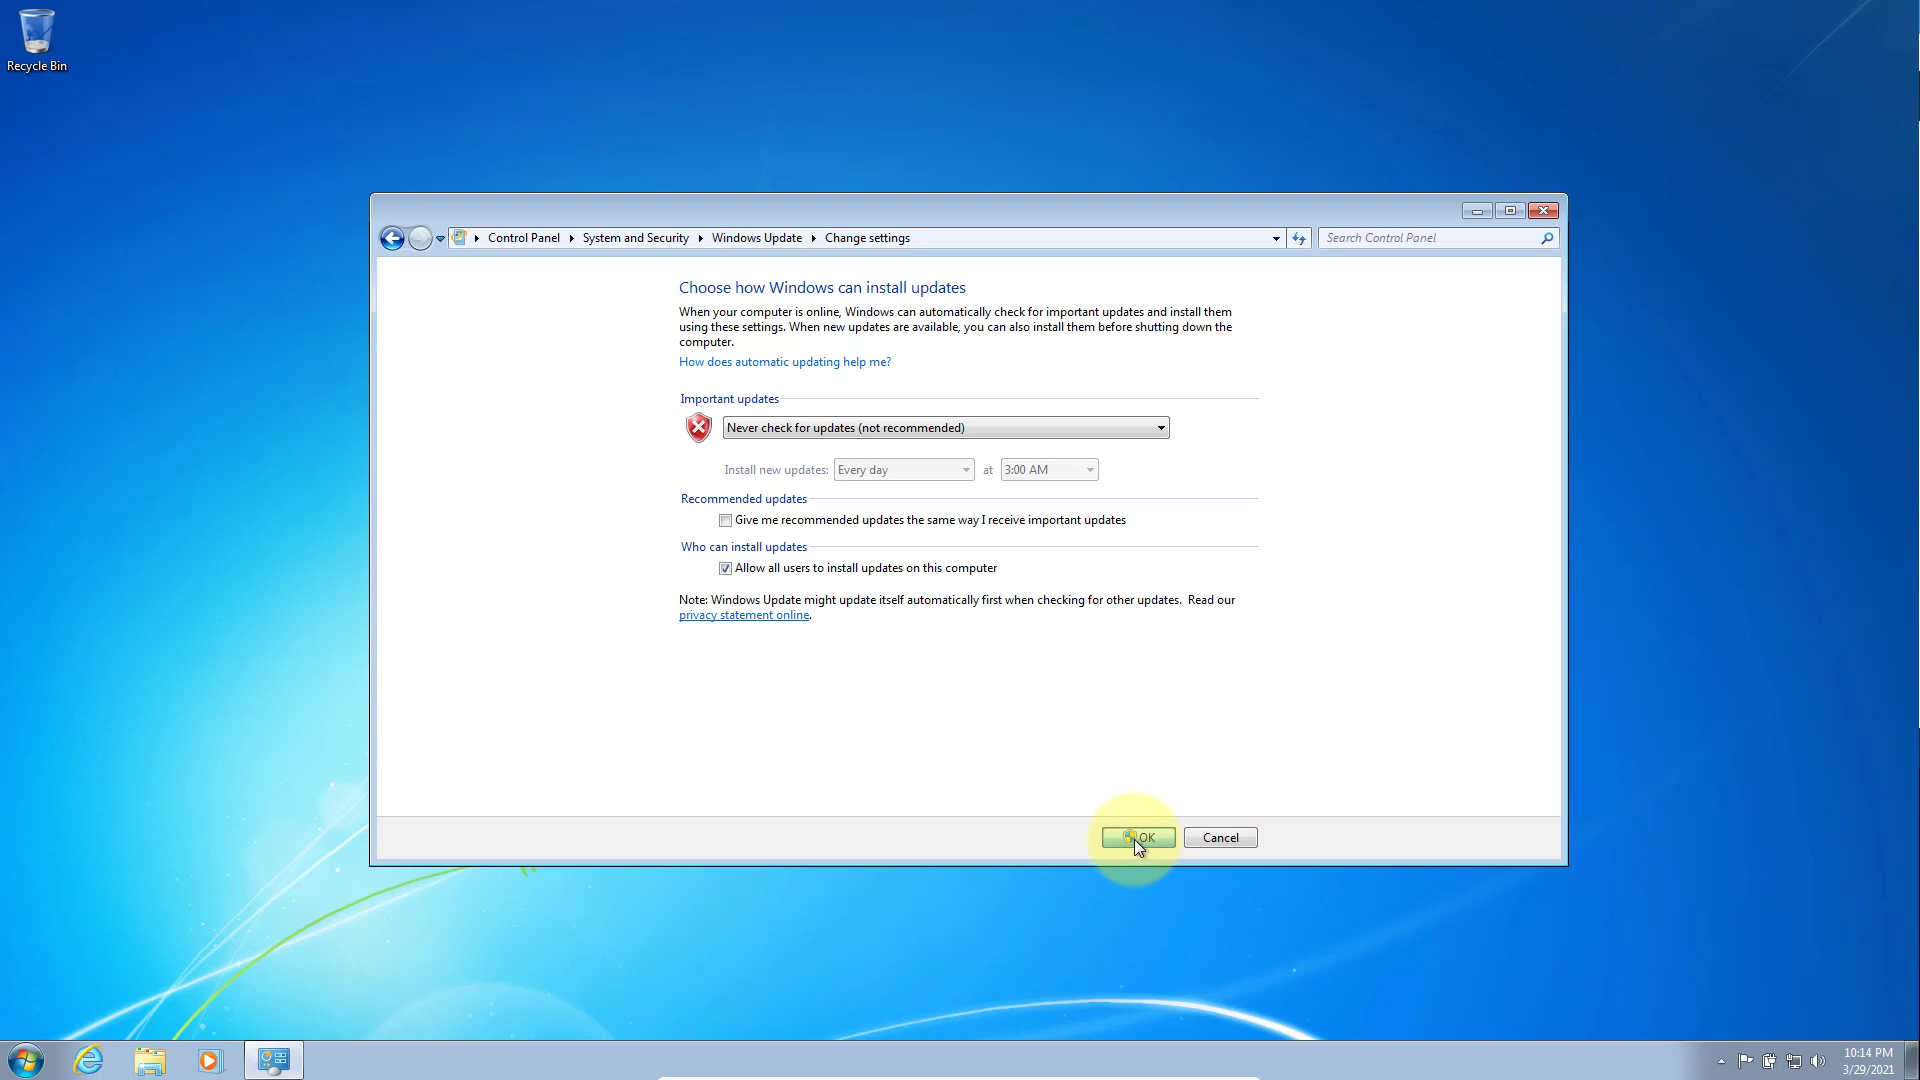 Recycle Bin
Control Panel System and Security Windows Update Change settings
Search Control Panel
Choose how Windows can install updates
When your computer is online, Windows can automatically check for important updates and install them
using these settings. When new updates are available, you can also install them before shutting down the
computer.
How does automatic updating help me?
Important updates
Never check for updates (not recommended)
Install new updates: Every day at 3:00 AM
Recommended updates
Give me recommended updates the same way I receive important updates
Who can install updates
Allow all users to install updates on this computer
Note: Windows Update might update itself automatically first when checking for other updates. Read our
privacy statement online.
OK Cancel
10:14 PM
3/29/2021